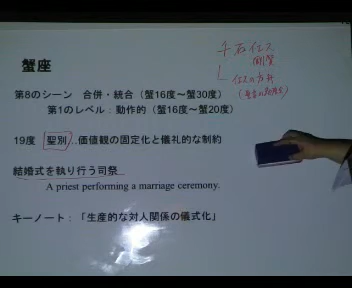 蟹座
第8のシーン 合併・統合（蟹16度～蟹30度）
第1のレベル：動作的（蟹16度～蟹20度）
19度 聖別…価値観の固定化と儀礼的な制約
結婚式を執り行う司祭
A priest performing a marriage ceremony.
キーノート：「生産的な対人関係の儀式化」